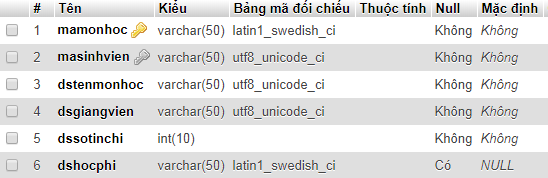 # Tên Kiểu Bảng mã đối chiếu Thuộc tính Null Mặc định
1 mamonhoc varchar(50) latin1_swedish_ci Không Không
2 masinhvien varchar(50) utf8_unicode_ci Không Không
3 dstenmonhoc varchar(50) utf8_unicode_ci Không Không
4 dsgiangvien varchar(50) utf8_unicode_ci Không Không
5 dssotinchi int(10) Không Không
6 dshocphi varchar(50) latin1_swedish_ci Có NULL